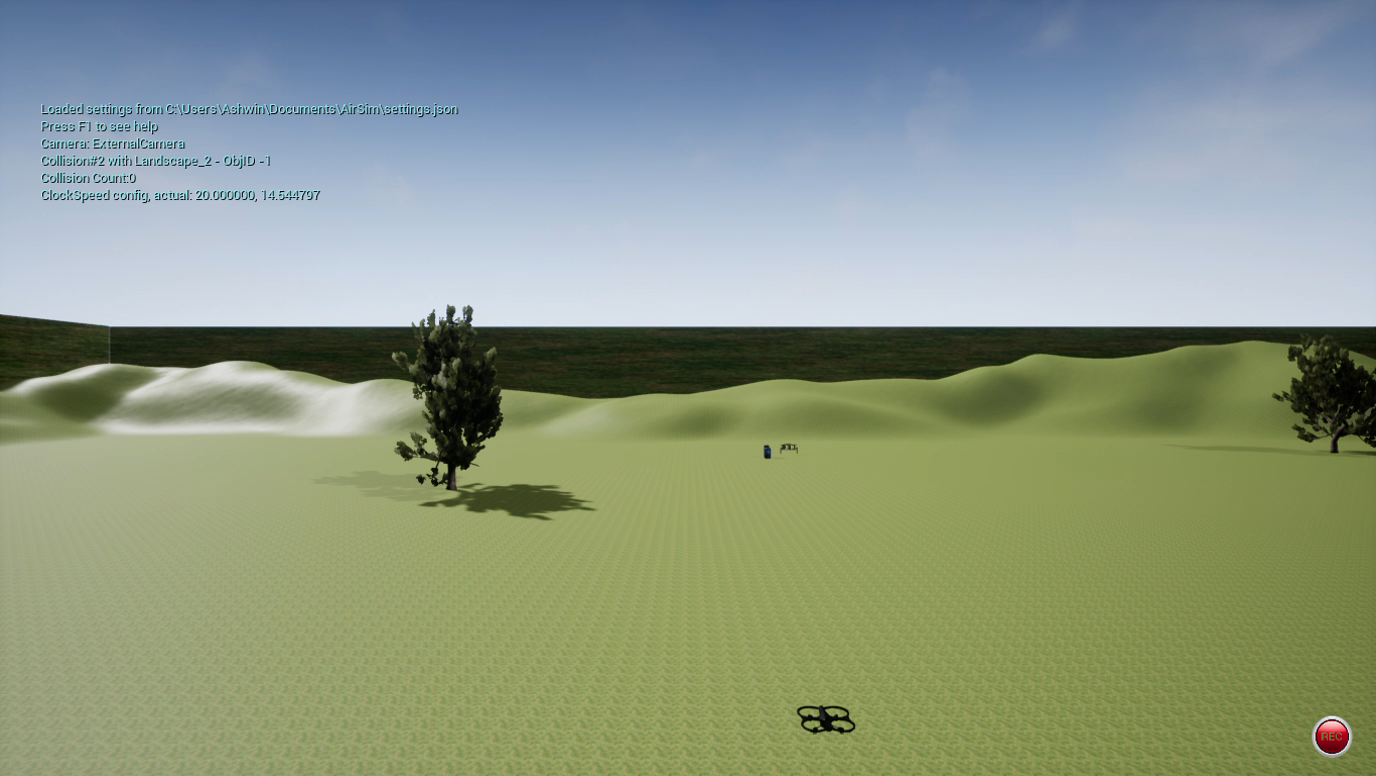 Loaded settings from C:\Users\Ashwin\Documents\AirSim\settings.json
Press F1 to see help
Camera: ExternalCamera
Collision#2 with Landscape_2 - ObjID -1
Collision Count:0
ClockSpeed config, actual: 20.000000, 14.544797
REC